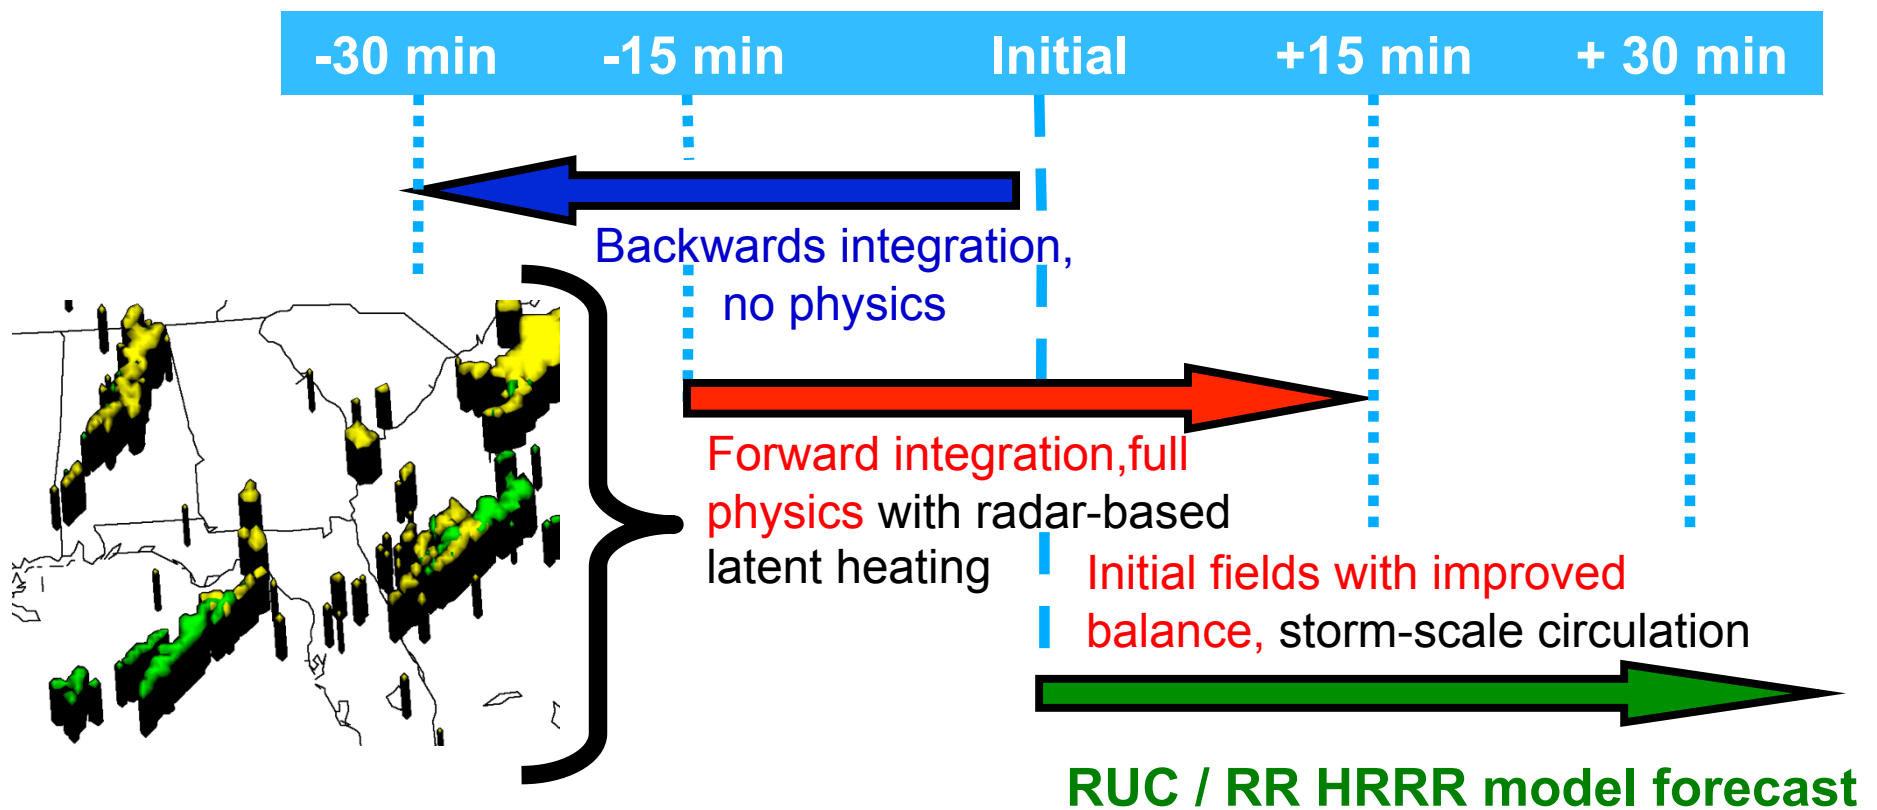 -30 min -15 min Initial +15 min + 30 min
Backwards integration,
no physics
Forward integration,full
physics with radar-based
latent heating
Initial fields with improved
balance, storm-scale circulation
RUC / RR HRRR model forecast